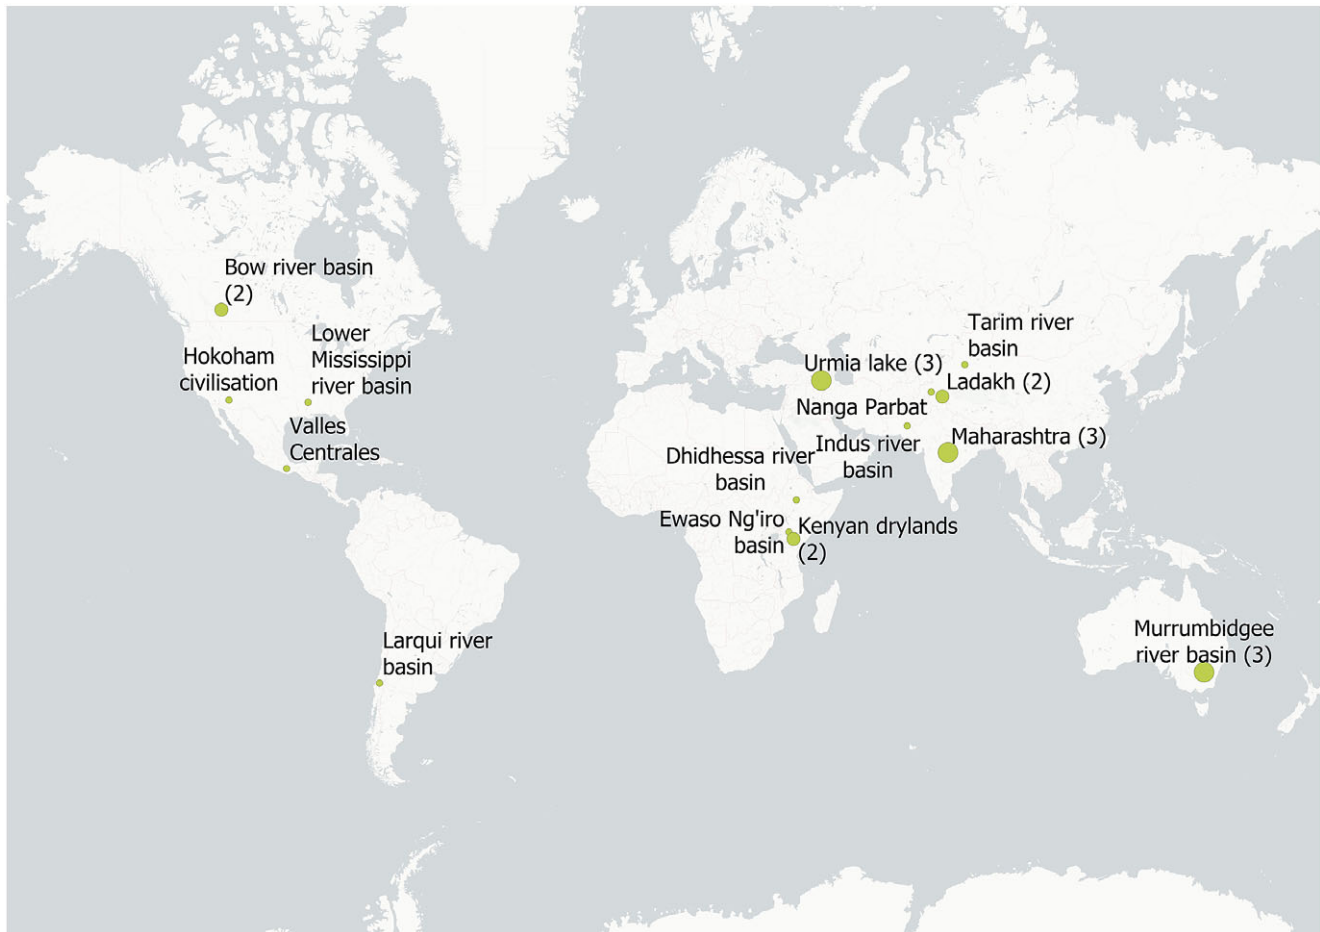 Bow river basin
(2)
Lower
Mississippi
river basin
Hokoham
civilisation
Valles
Centrales
Larqui river
basin
Tarim river
basin
Urmia lake (3)
Ladakh (2)
Nanga Parbat
Maharashtra (3)
Indus river
basin
Dhidhessa river
basin
Ewaso Ng'iro
basin
Kenyan drylands
(2)
Murrumbidgee
river basin (3)